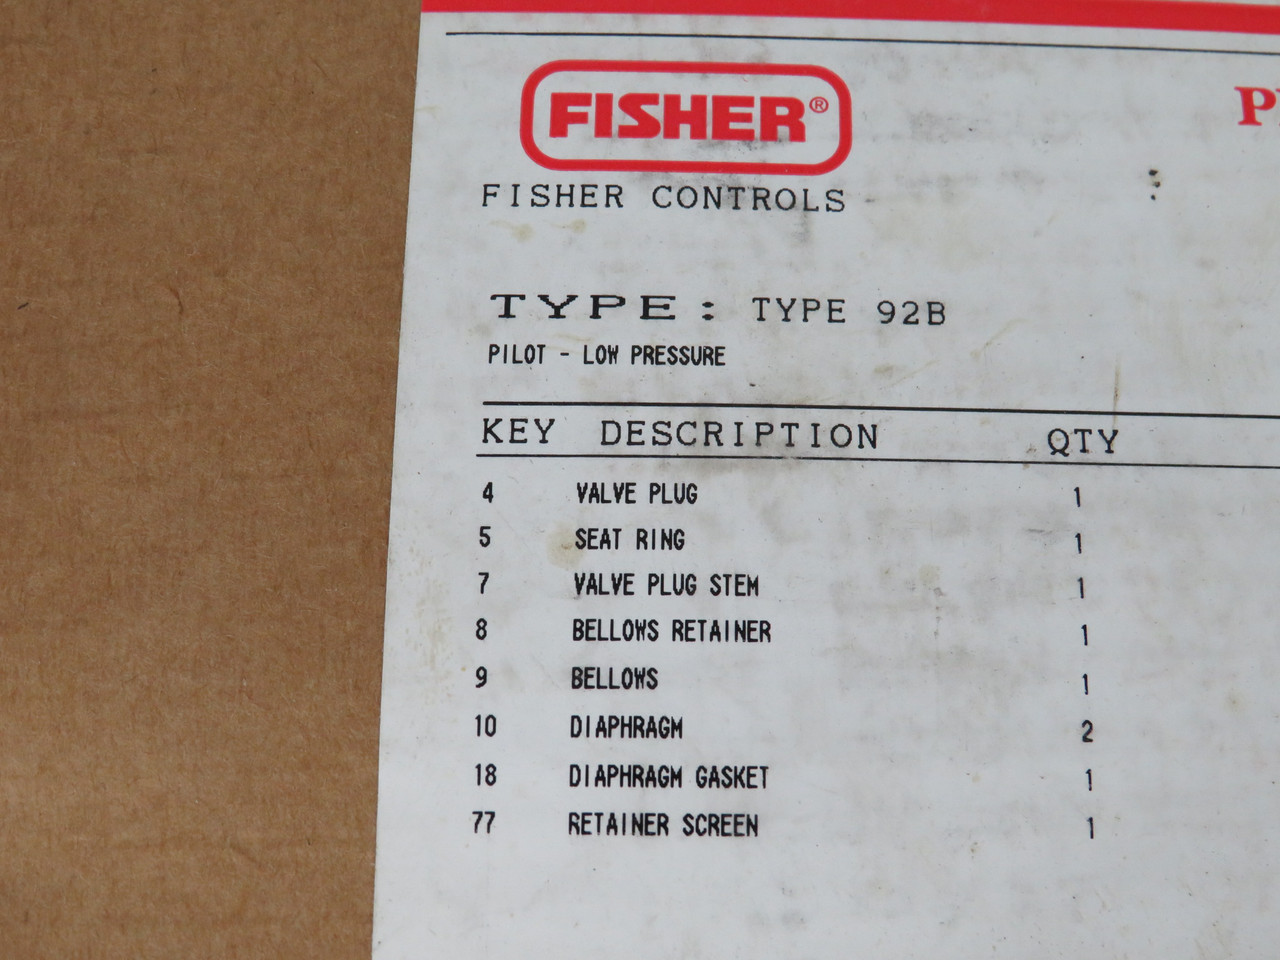 FISHER®
FISHER CONTROLS
TYPE: TYPE 92B
PILOT - LOW PRESSURE
KEY DESCRIPTION QTY
4 VALVE PLUG 1
5 SEAT RING 1
7 VALVE PLUG STEM 1
8 BELLOWS RETAINER 1
9 BELLOWS 1
10 DIAPHRAGM 2
18 DIAPHRAGM GASKET 1
77 RETAINER SCREEN 1